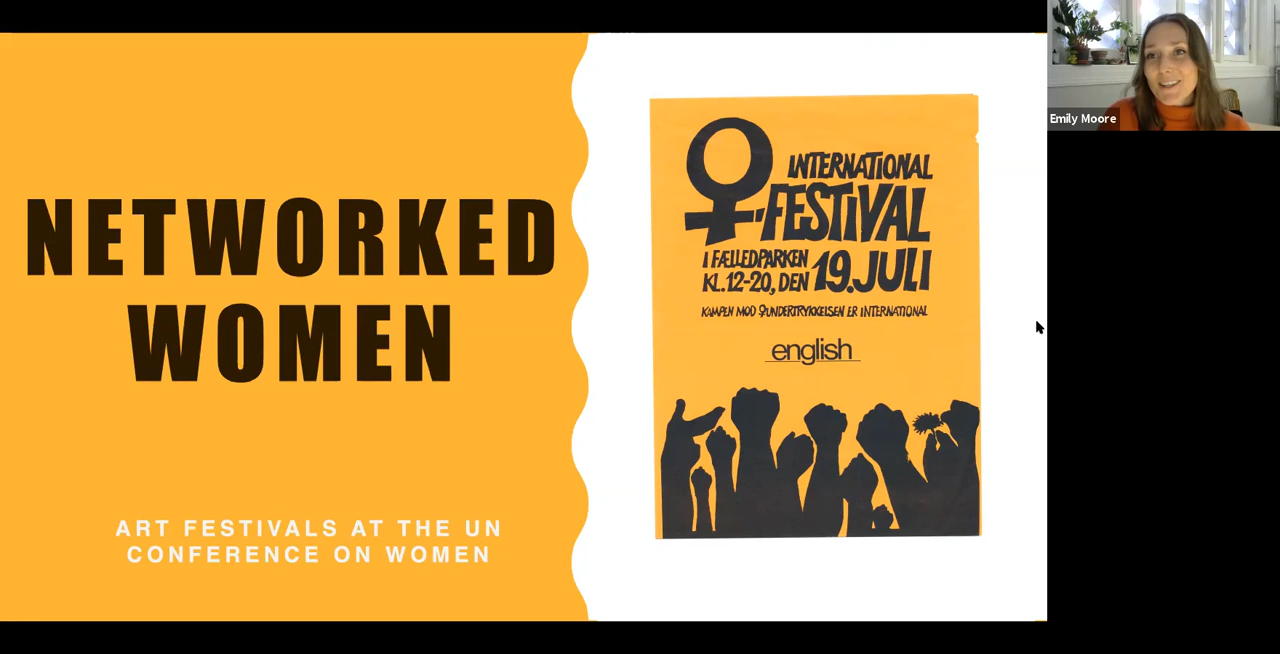 NETWORKED
WOMEN
ART FESTIVALS AT THE UN
CONFERENCE ON WOMEN
INTERNATIONAL
FESTIVAL
I FÆLLEDPARKEN
KL. 12-20, DEN 19. JULI
KAMPEN MOD ♀UNDERTRYKKELSEN ER INTERNATIONAL
english
Emily Moore